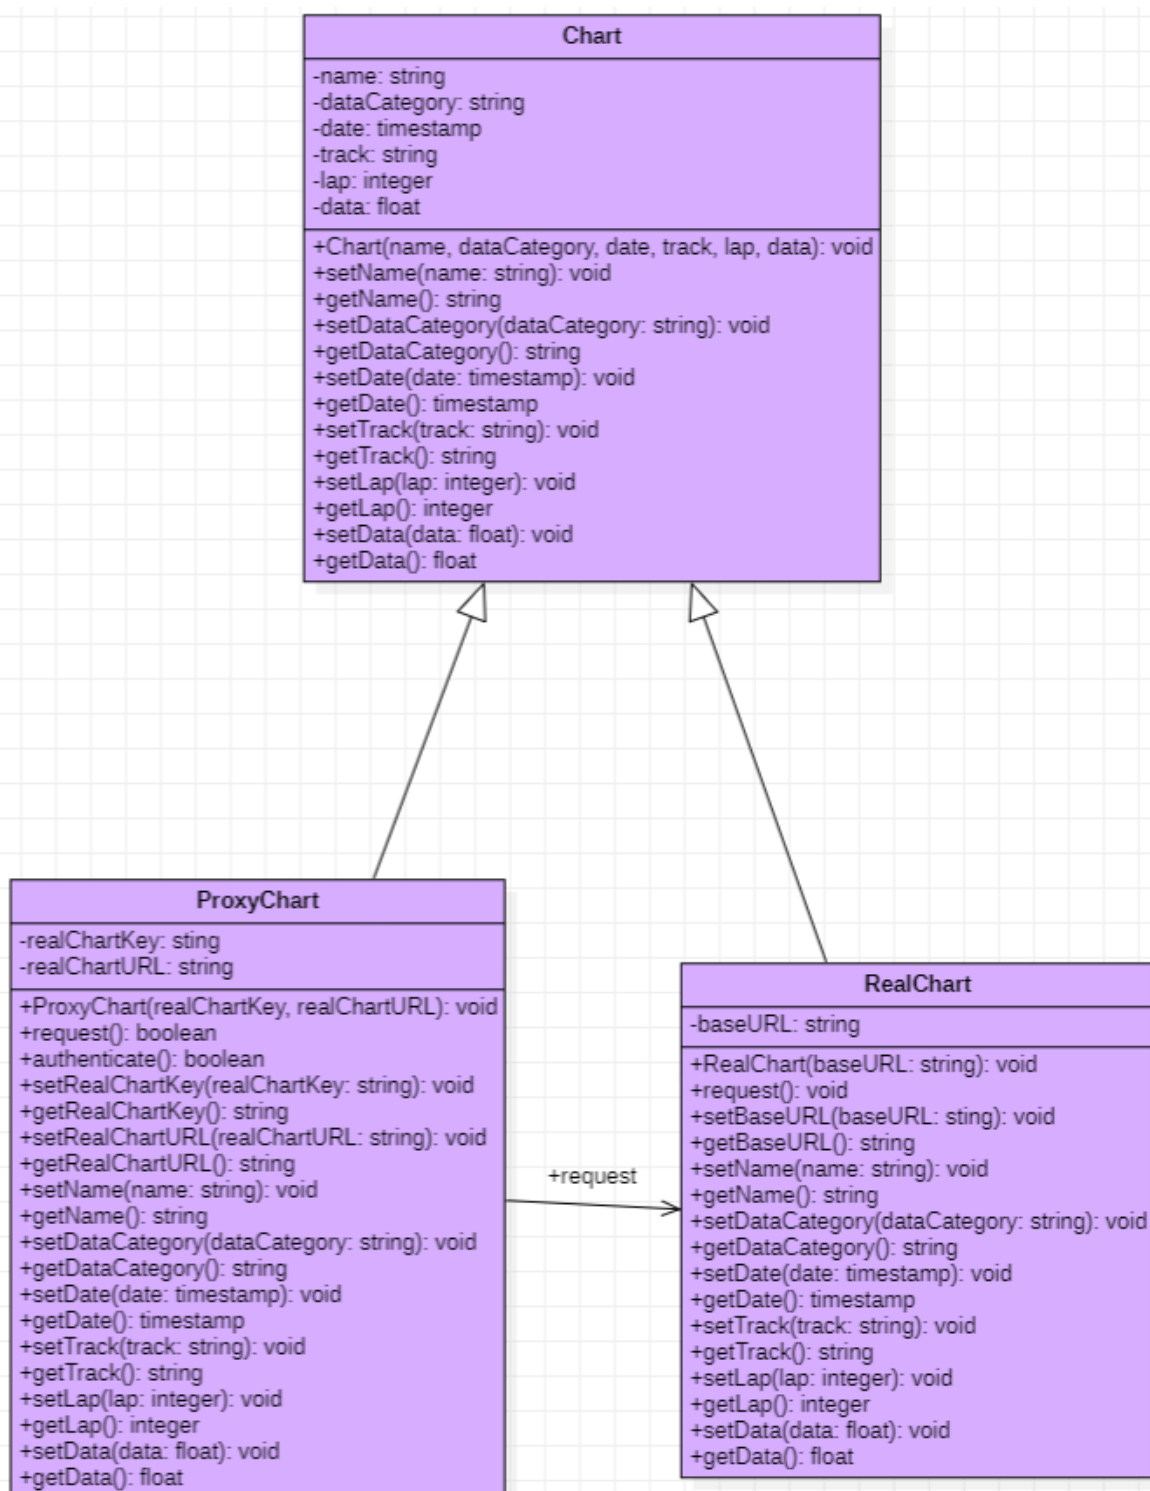 Chart
-name: string
-dataCategory: string
-date: timestamp
-track: string
-lap: integer
-data: float
+Chart(name, dataCategory, date, track, lap, data): void
+setName(name: string): void
+getName(): string
+setDataCategory(dataCategory: string): void
+getDataCategory(): string
+setDate(date: timestamp): void
+getDate(): timestamp
+setTrack(track: string): void
+getTrack(): string
+setLap(lap: integer): void
+getLap(): integer
+setData(data: float): void
+getData(): float
ProxyChart
-realChartKey: sting
-realChartURL: string
+ProxyChart(realChartKey, realChartURL): void
+request(): boolean
+authenticate(): boolean
+setRealChartKey(realChartKey: string): void
+getRealChartKey(): string
+setRealChartURL(realChartURL: string): void
+getRealChartURL(): string
+setName(name: string): void
+getName(): string
+setDataCategory(dataCategory: string): void
+getDataCategory(): string
+setDate(date: timestamp): void
+getDate(): timestamp
+setTrack(track: string): void
+getTrack(): string
+setLap(lap: integer): void
+getLap(): integer
+setData(data: float): void
+getData(): float
+request
RealChart
-baseURL: string
+RealChart(baseURL: string): void
+request(): void
+setBaseURL(baseURL: sting): void
+getBaseURL(): string
+setName(name: string): void
+getName(): string
+setDataCategory(dataCategory: string): void
+getDataCategory(): string
+setDate(date: timestamp): void
+getDate(): timestamp
+setTrack(track: string): void
+getTrack(): string
+setLap(lap: integer): void
+getLap(): integer
+setData(data: float): void
+getData(): float